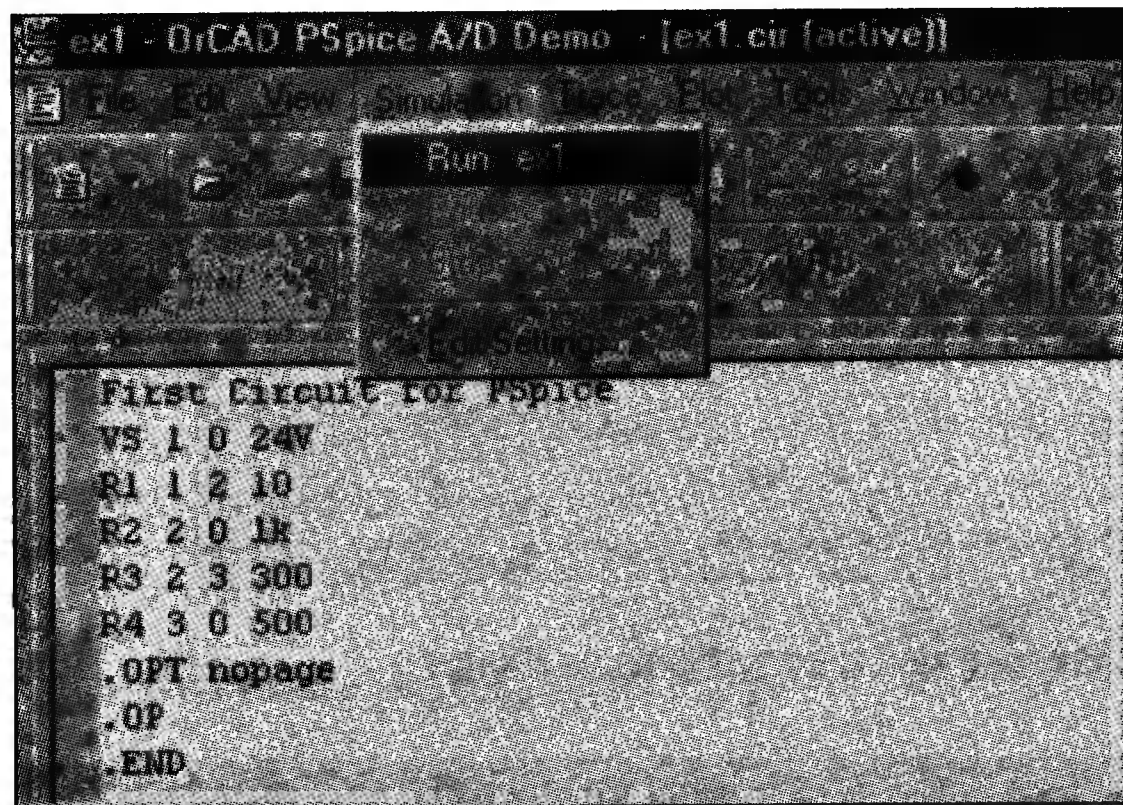 ex1 - OrCAD PSpice A/D Demo - [ex1.cir (active)]
File Edit View Simulation Trace Plot Tools Window Help
Run ex1
Edit Settings
First Circuit for PSpice
VS 1 0 24V
R1 1 2 10
R2 2 0 1k
R3 2 3 300
R4 3 0 500
.OPT nopage
.OP
.END